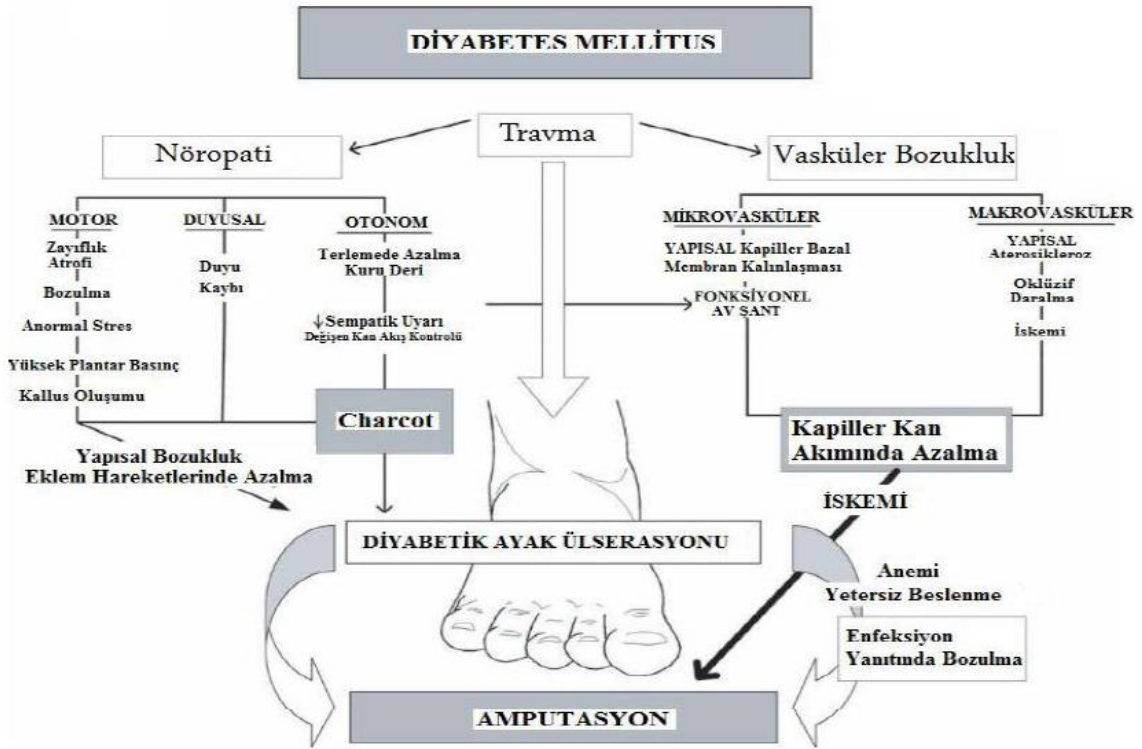 DİYABETES MELLİTUS
Travma
Nöropati
Vasküler Bozukluk
MOTOR
Zayıflık
Atrofi
Bozulma
Anormal Stres
Yüksek Plantar Basınç
Kallus Oluşumu
DUYUSAL
Duyu
Kaybı
OTONOM
Terlemede Azalma
Kuru Deri
↓Sempatik Uyarı
Değişen Kan Akış Kontrolü
MİKROVASKÜLER
YAPISAL Kapiller Bazal
Membran Kalınlaşması
FONKSİYONEL
AV ŞANT
MAKROVASKÜLER
YAPISAL
Aterosikleroz
Oklüzif
Daralma
İskemi
Charcot
Kapiller Kan
Akımında Azalma
Yapısal Bozukluk
Eklem Hareketlerinde Azalma
İSKEMİ
DİYABETİK AYAK ÜLSERASYONU
Anemi
Yetersiz Beslenme
Enfeksiyon
Yanıtında Bozulma
AMPUTASYON